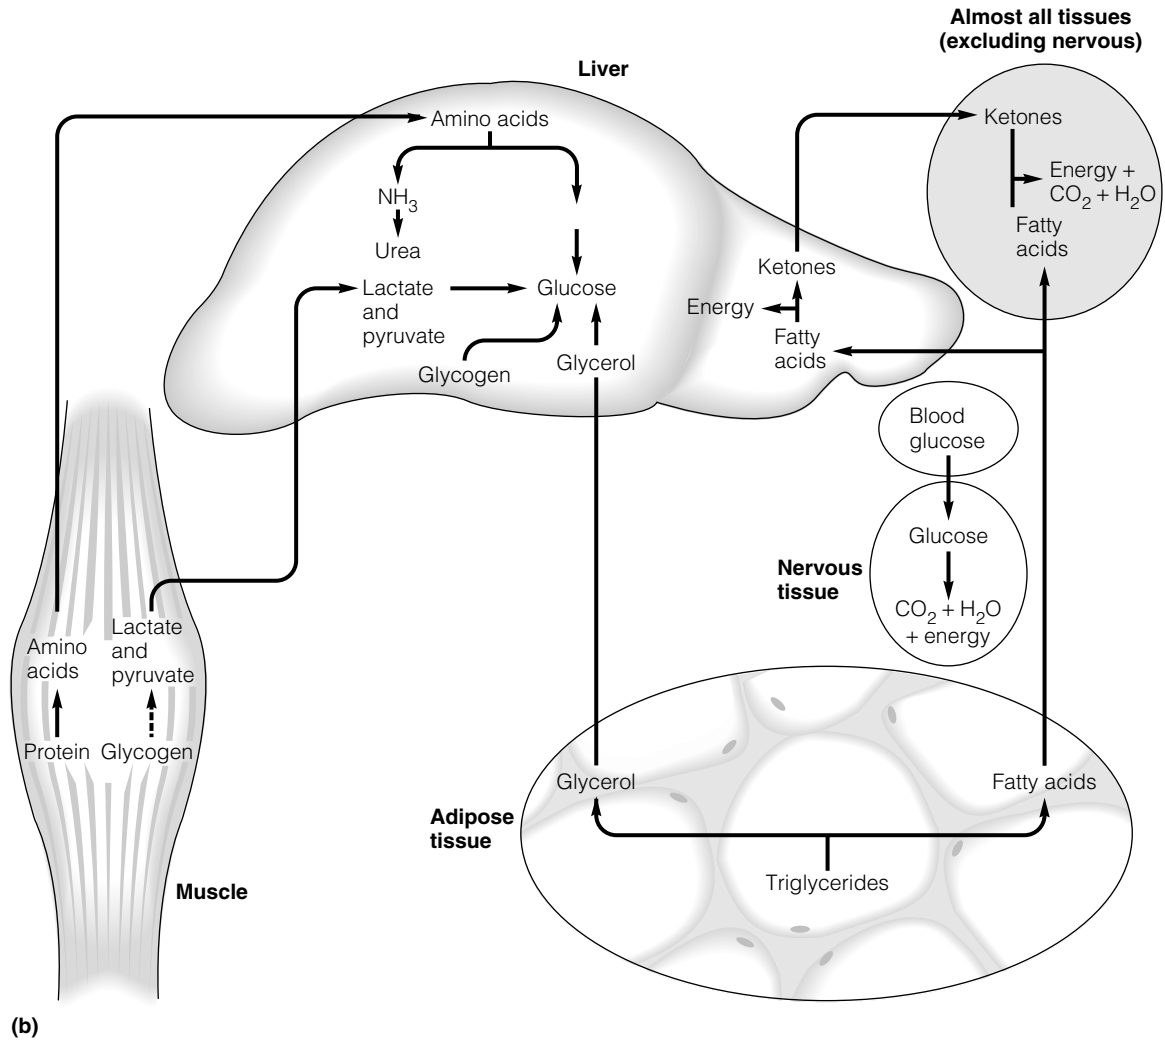 Almost all tissues
(excluding nervous)
Liver
Amino acids
Ketones
NH3
Energy +
CO2 + H2O
Urea
Fatty
acids
Ketones
Lactate
and
pyruvate
Glucose
Energy
Fatty
acids
Glycogen
Glycerol
Blood
glucose
Glucose
Nervous
tissue
CO2 + H2O
+ energy
Amino
acids
Lactate
and
pyruvate
Protein
Glycogen
Glycerol
Fatty acids
Adipose
tissue
Triglycerides
Muscle
(b)